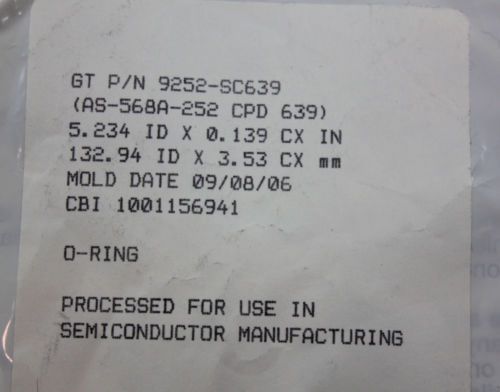 GT P/N 9252-SC639
(AS-568A-252 CPD 639)
5.234 ID X 0.139 CX IN
132.94 ID X 3.53 CX mm
MOLD DATE 09/08/06
CBI 1001156941
O-RING
PROCESSED FOR USE IN
SEMICONDUCTOR MANUFACTURING